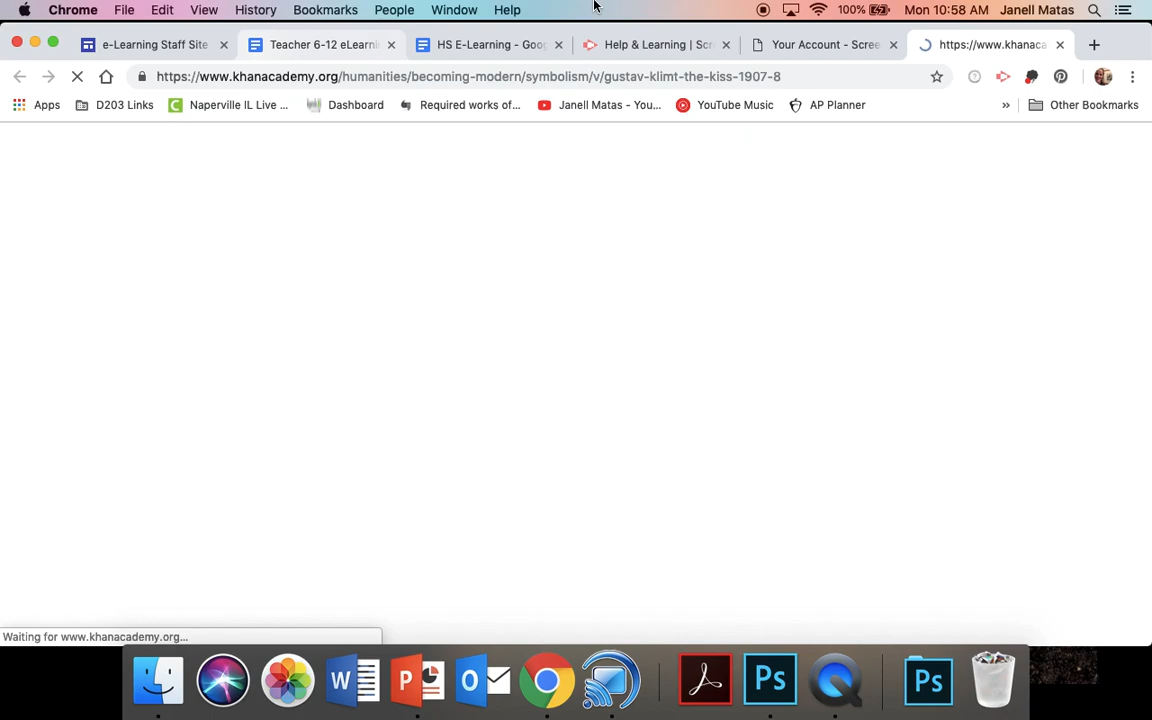 Chrome File Edit View History Bookmarks People Window Help 100% Mon 10:58 AM Janell Matas
e-Learning Staff Site Teacher 6-12 eLearni HS E-Learning - Goog Help & Learning | Scr Your Account - Scree https://www.khanaca
https://www.khanacademy.org/humanities/becoming-modern/symbolism/v/gustav-klimt-the-kiss-1907-8
Apps D203 Links Naperville IL Live ... Dashboard Required works of... Janell Matas - You... YouTube Music AP Planner » Other Bookmarks
Waiting for www.khanacademy.org...
W P O Ps Ps